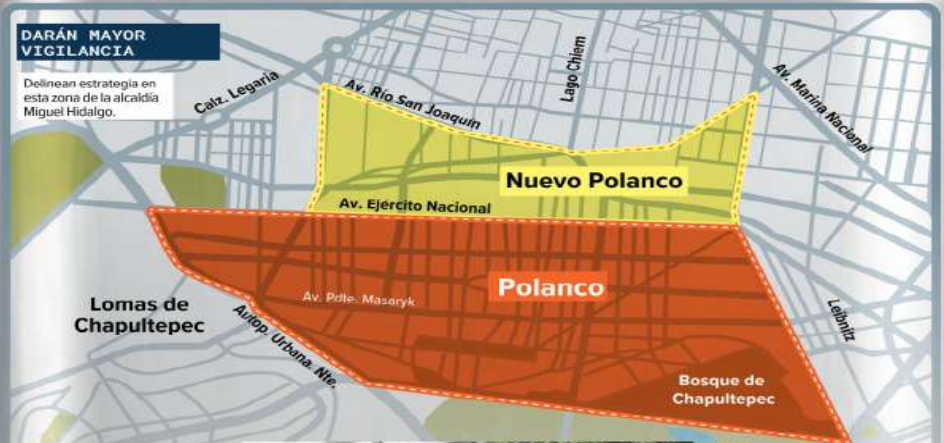 DARÁN MAYOR
VIGILANCIA
Delinean estrategia en
esta zona de la alcaldía
Miguel Hidalgo.
Calz. Legaria
Av. Río San Joaquín
Lago Chiem
Av. Marina Nacional
Nuevo Polanco
Av. Ejército Nacional
Polanco
Av. Pdte. Masaryk
Lomas de
Chapultepec
Autop. Urbana. Nte.
Leibnitz
Bosque de
Chapultepec